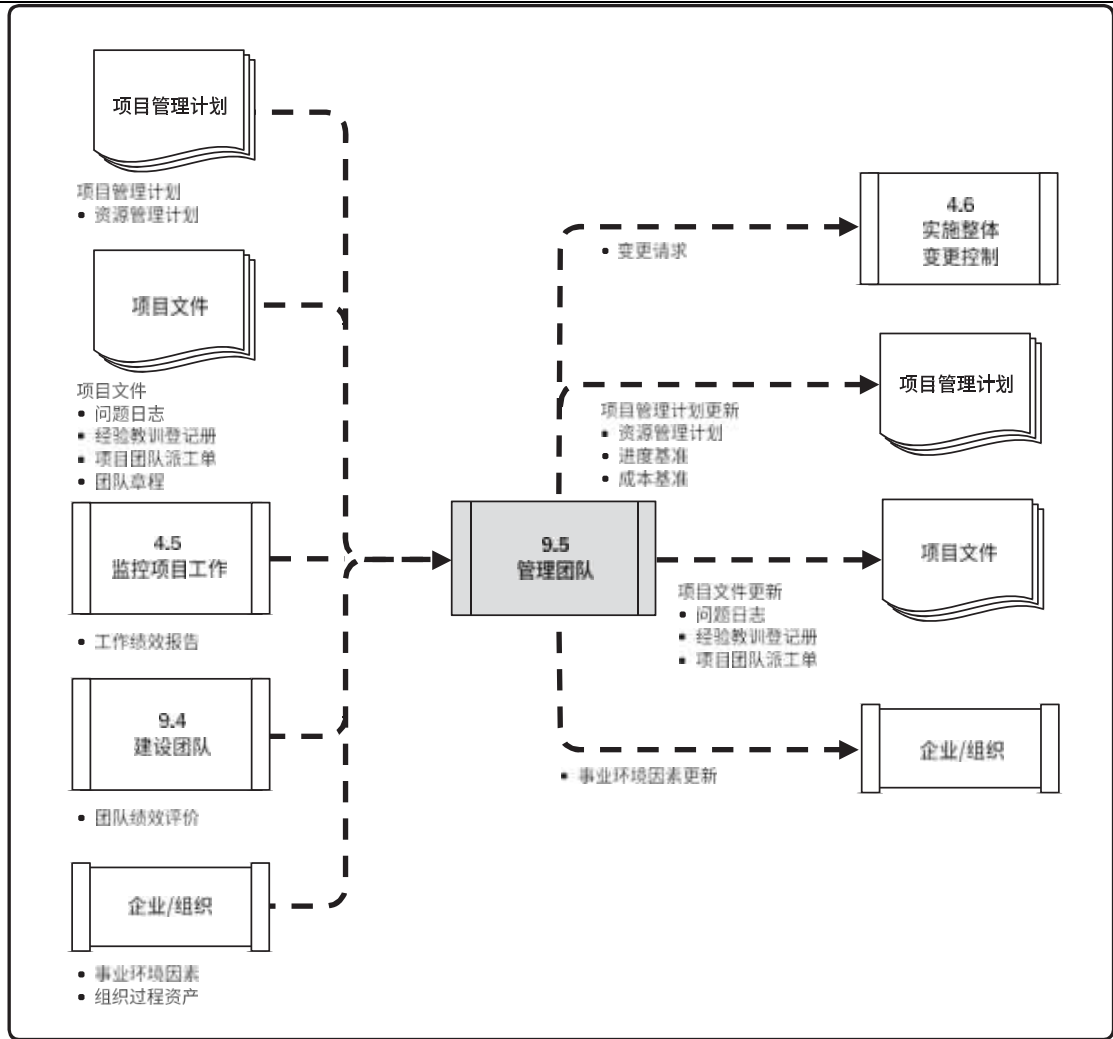 项目管理计划
项目管理计划
• 资源管理计划
项目文件
项目文件
• 问题日志
• 经验教训登记册
• 项目团队派工单
• 团队章程
4.5
监控项目工作
• 工作绩效报告
9.4
建设团队
• 团队绩效评价
企业/组织
• 事业环境因素
• 组织过程资产
9.5
管理团队
• 变更请求
4.6
实施整体
变更控制
项目管理计划
项目管理计划更新
• 资源管理计划
• 进度基准
• 成本基准
项目文件
项目文件更新
• 问题日志
• 经验教训登记册
• 项目团队派工单
企业/组织
• 事业环境因素更新